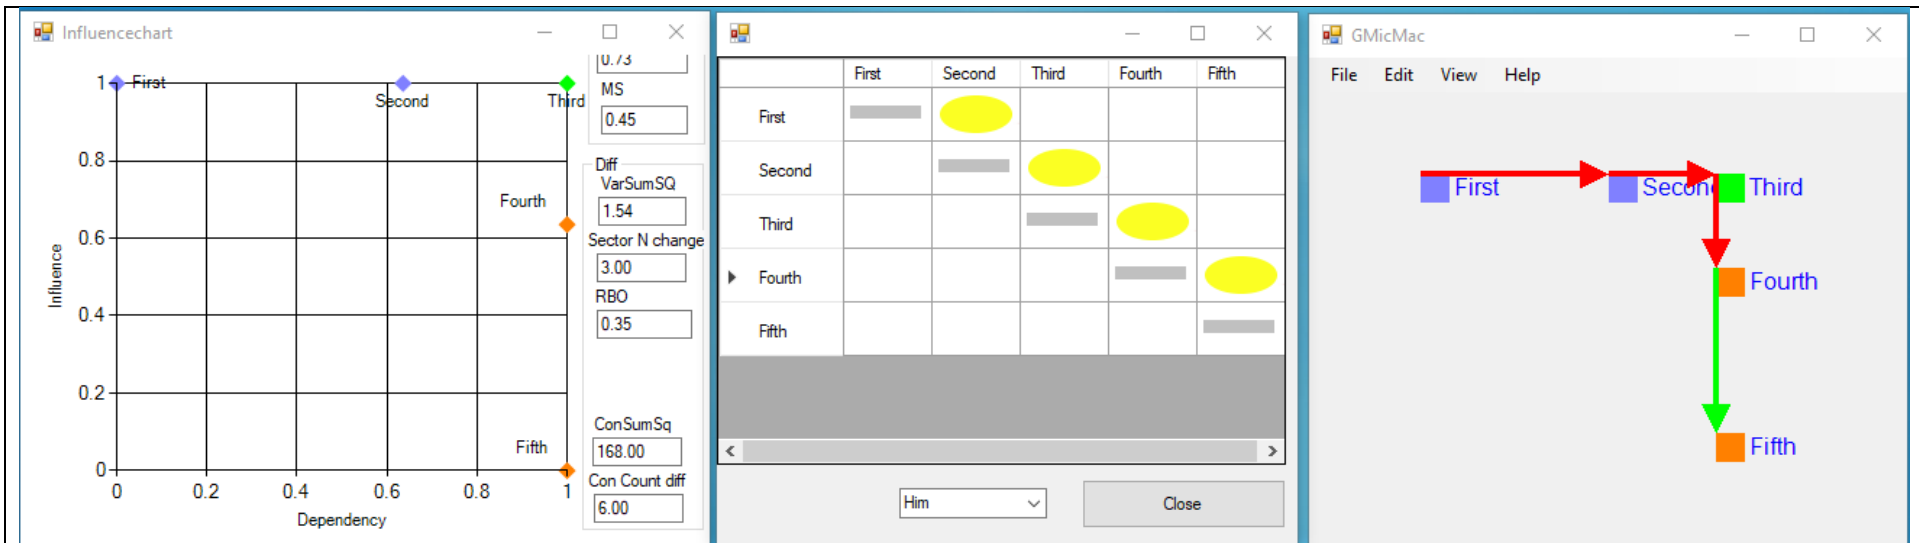 Influencechart
0.73
MS
0.45
Diff
VarSumSQ
1.54
Sector N change
3.00
RBO
0.35
ConSumSq
168.00
Con Count diff
6.00
1
0.8
0.6
0.4
0.2
0
Influence
First
Second
Third
Fourth
Fifth
0 0.2 0.4 0.6 0.8 1
Dependency
First Second Third Fourth Fifth
First
Second
Third
Fourth
Fifth
Him
Close
GMicMac
File Edit View Help
First Second Third
Fourth
Fifth